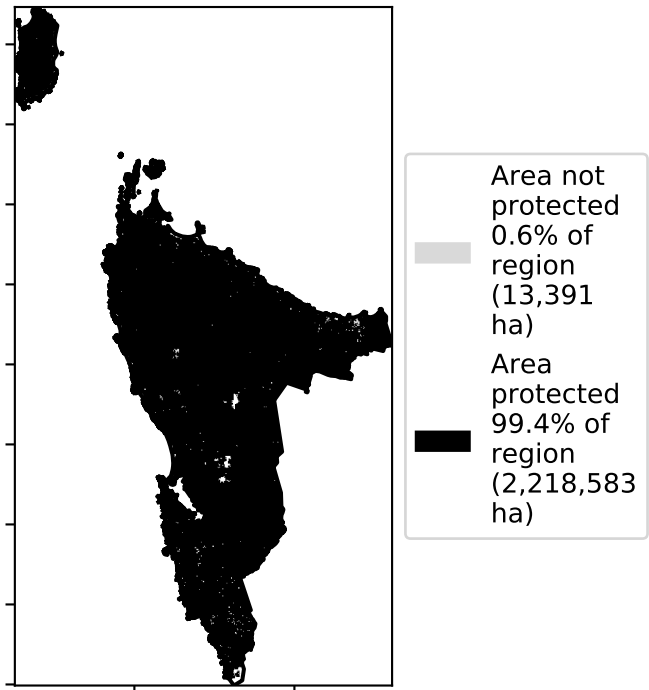 Area not
protected
0.6% of
region
(13,391
ha)
Area
protected
99.4% of
region
(2,218,583
ha)